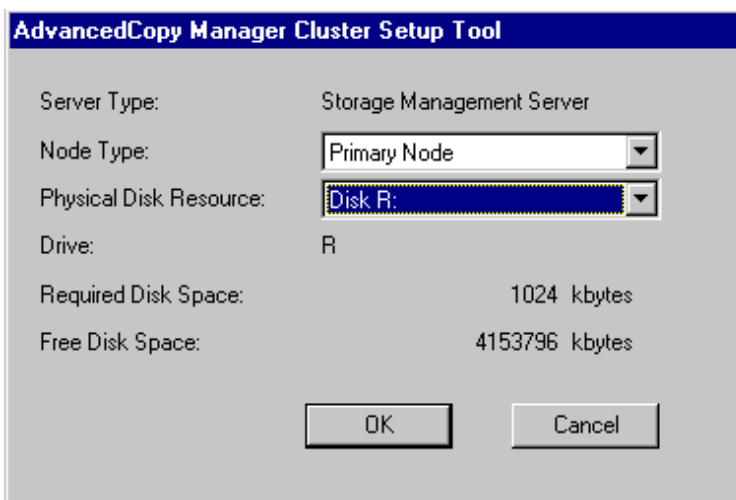 AdvancedCopy Manager Cluster Setup Tool
Server Type: Storage Management Server
Node Type: Primary Node
Physical Disk Resource: Disk R:
Drive: R
Required Disk Space: 1024 kbytes
Free Disk Space: 4153796 kbytes
OK Cancel